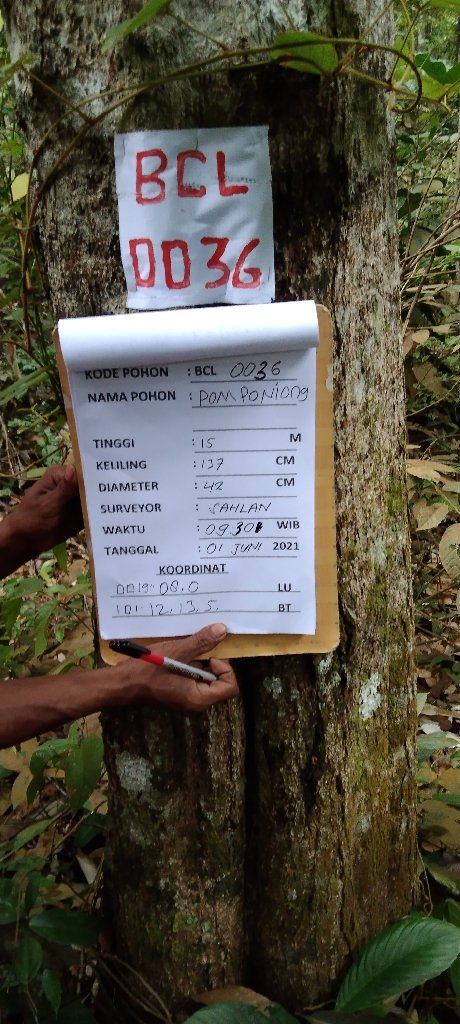 BCL
0036
KODE POHON : BCL 0036
NAMA POHON : POMPONIONG
TINGGI : 15 M
KELILING : 137 CM
DIAMETER : 42 CM
SURVEYOR : SAHLAN
WAKTU : 09.30 WIB
TANGGAL : 01 JUNI 2021
KOORDINAT
0019-08.0 LU
101-12.13.5. BT